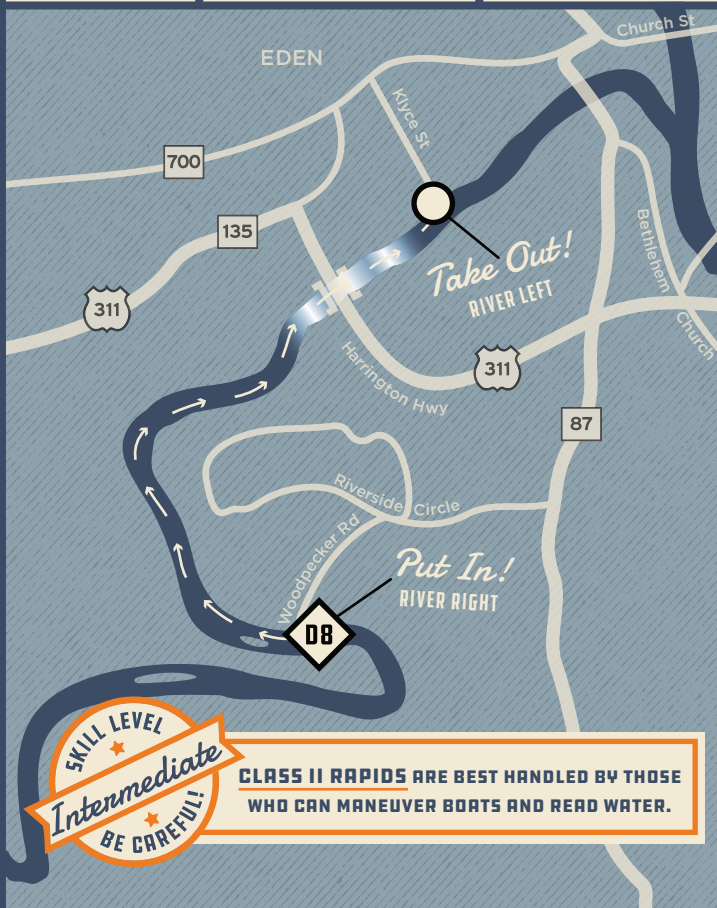 Church St
EDEN
Klyce St
700
135
Bethlehem
Church
Take Out!
RIVER LEFT
311
Harrington Hwy
311
87
Riverside Circle
Woodpecker Rd
Put In!
RIVER RIGHT
D8
SKILL LEVEL
Intermediate
BE CAREFUL!
CLASS II RAPIDS ARE BEST HANDLED BY THOSE
WHO CAN MANEUVER BOATS AND READ WATER.